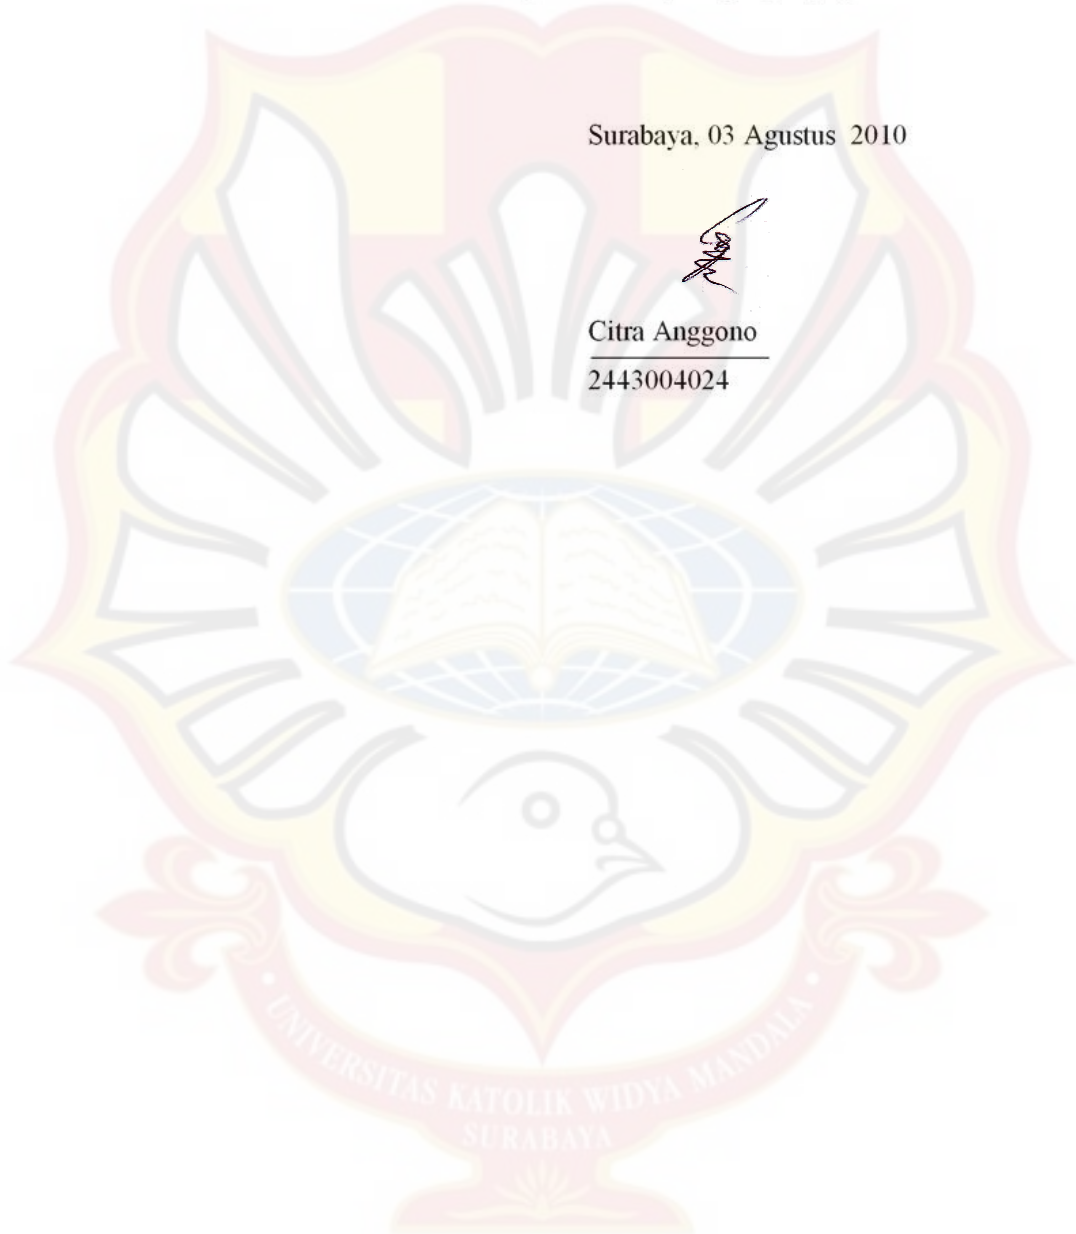 Surabaya, 03 Agustus 2010
Citra Anggono
2443004024
• UNIVERSITAS KATOLIK WIDYA MANDALA •
SURABAYA